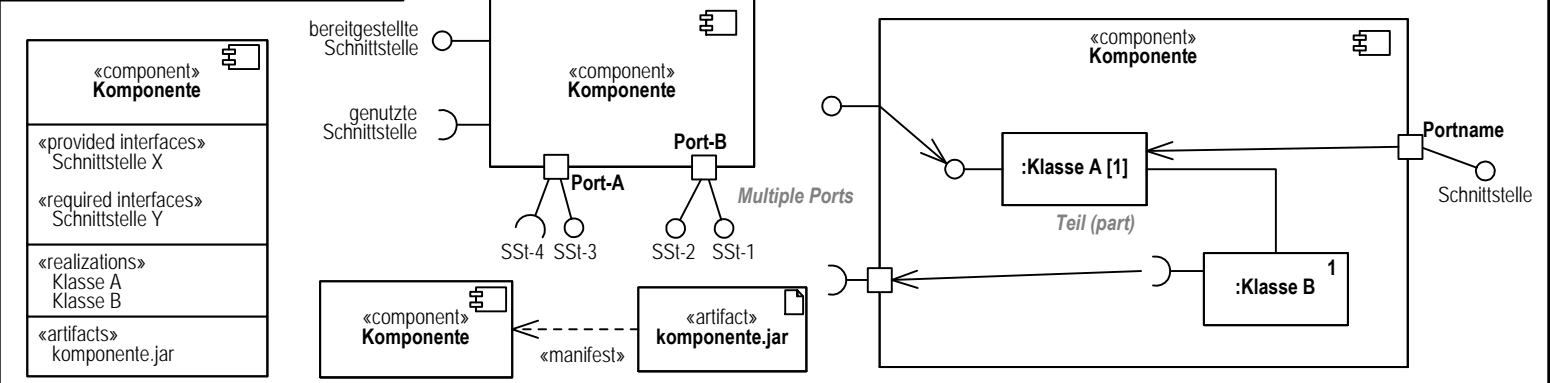 «component»
Komponente
«provided interfaces»
Schnittstelle X
«required interfaces»
Schnittstelle Y
«realizations»
Klasse A
Klasse B
«artifacts»
komponente.jar
bereitgestellte
Schnittstelle
genutzte
Schnittstelle
«component»
Komponente
Port-B
Port-A
Multiple Ports
SSt-4
SSt-3
SSt-2
SSt-1
«component»
Komponente
«manifest»
«artifact»
komponente.jar
«component»
Komponente
:Klasse A [1]
Teil (part)
1
:Klasse B
Portname
Schnittstelle